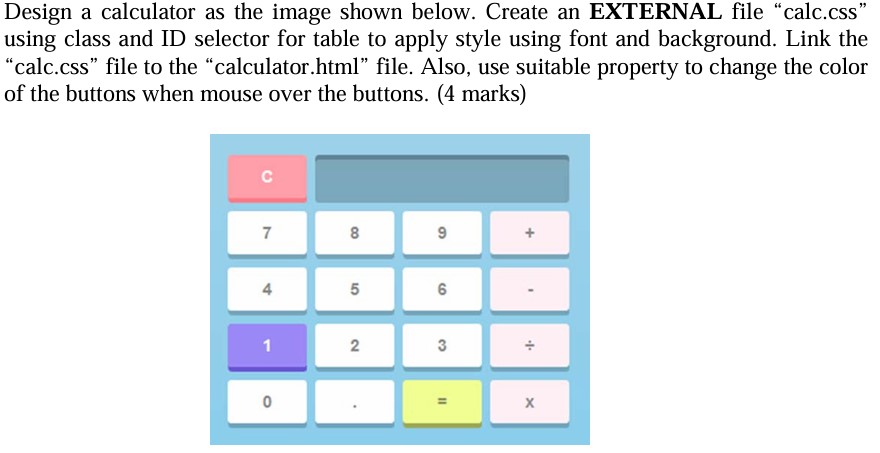 Design a calculator as the image shown below. Create an EXTERNAL file “calc.css”
using class and ID selector for table to apply style using font and background. Link the
“calc.css” file to the “calculator.html” file. Also, use suitable property to change the color
of the buttons when mouse over the buttons. (4 marks)
C
7 8 9 +
4 5 6 -
1 2 3 ÷
0 . = x